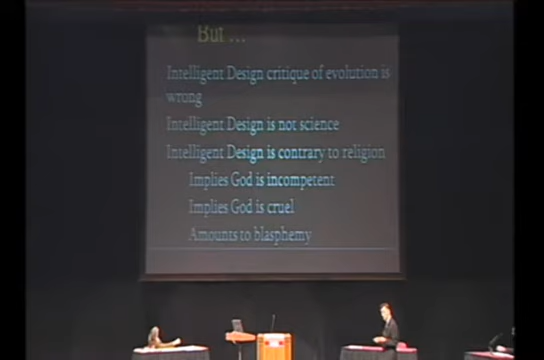 But ...
Intelligent Design critique of evolution is
wrong
Intelligent Design is not science
Intelligent Design is contrary to religion
Implies God is incompetent
Implies God is cruel
Amounts to blasphemy